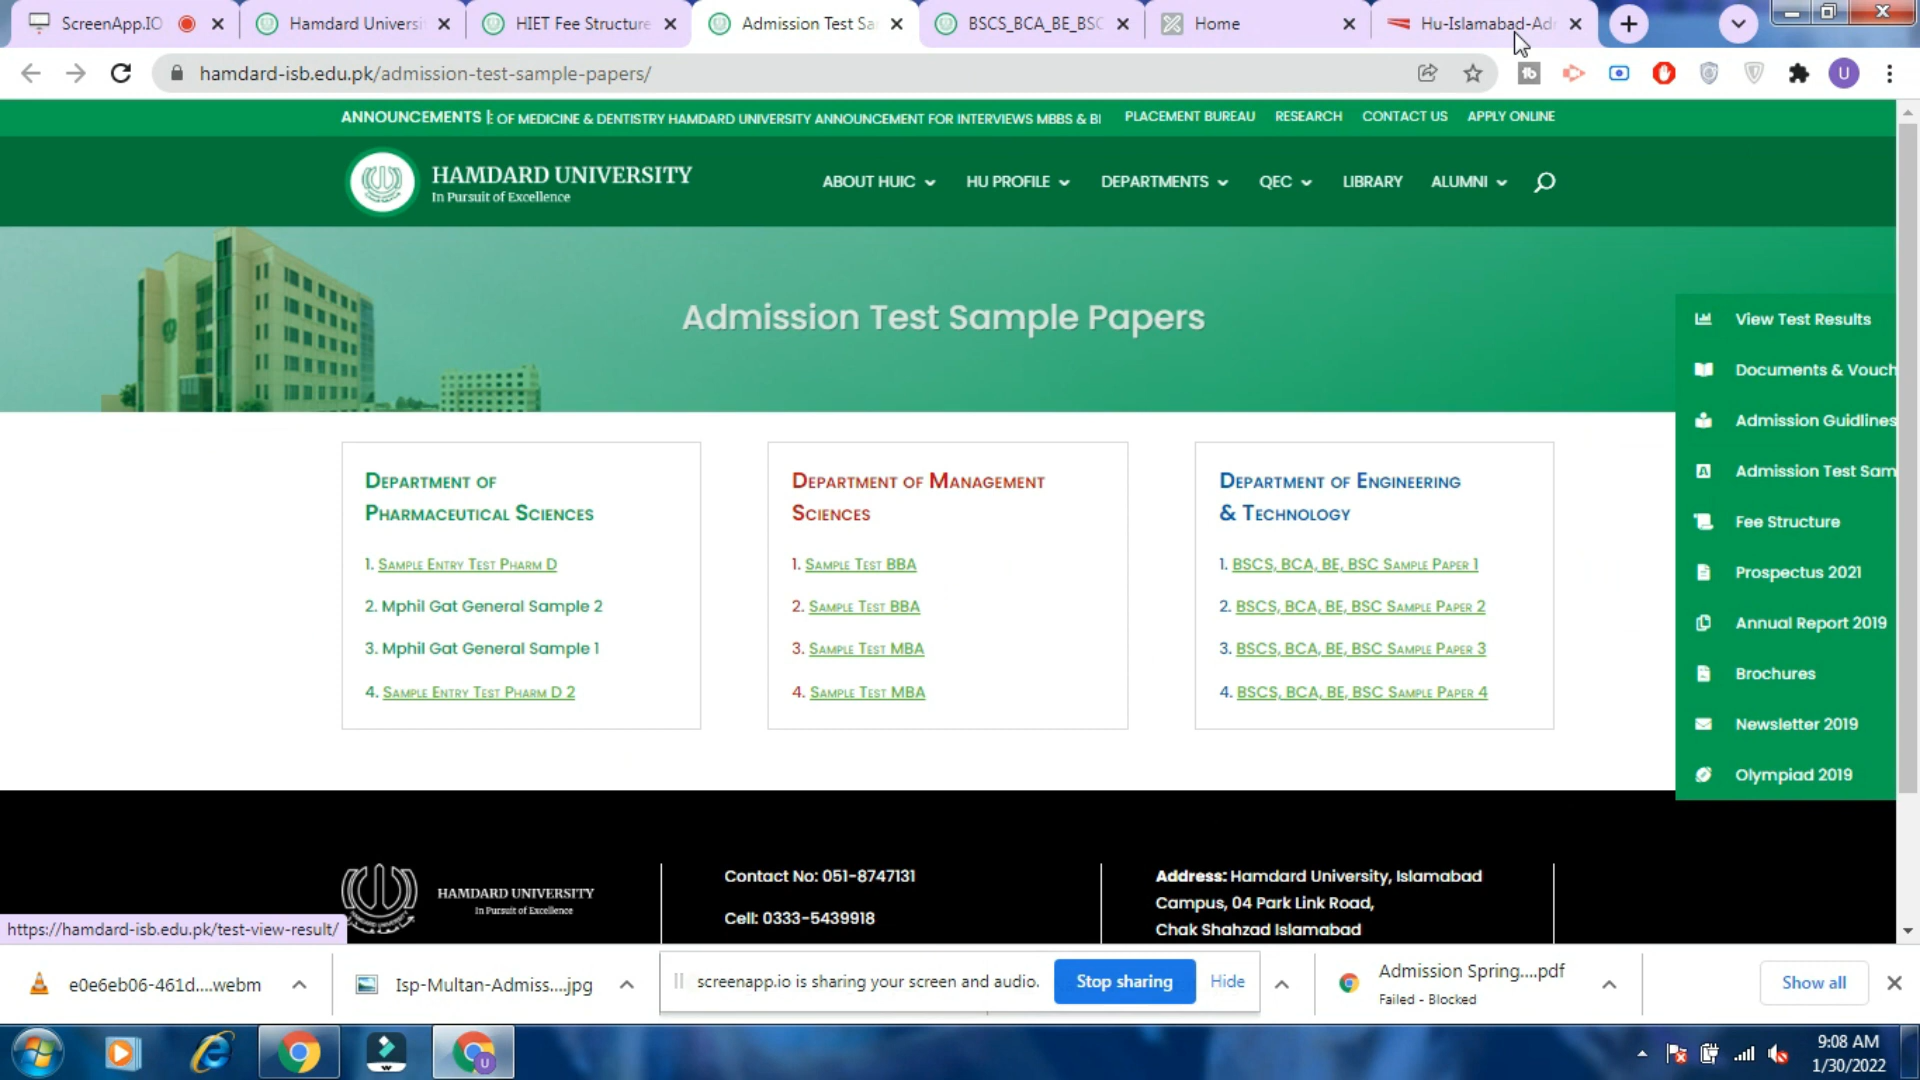 ScreenApp.IO
Hamdard Universi
HIET Fee Structure
Admission Test Sa
BSCS_BCA_BE_BSC
Home
Hu-Islamabad-Adr
hamdard-isb.edu.pk/admission-test-sample-papers/
U
ANNOUNCEMENTS E OF MEDICINE & DENTISTRY HAMDARD UNIVERSITY ANNOUNCEMENT FOR INTERVIEWS MBBS & BI
PLACEMENT BUREAU RESEARCH CONTACT US APPLY ONLINE
HAMDARD UNIVERSITY
In Pursuit of Excellence
ABOUT HUIC HU PROFILE DEPARTMENTS QEC LIBRARY ALUMNI
Admission Test Sample Papers
View Test Results
Documents & Vouch
Admission Guidlines
Admission Test Sam
Fee Structure
Prospectus 2021
Annual Report 2019
Brochures
Newsletter 2019
Olympiad 2019
Department of
Pharmaceutical Sciences
1. Sample Entry Test Pharm D
2. Mphil Gat General Sample 2
3. Mphil Gat General Sample 1
4. Sample Entry Test Pharm D 2
Department of Management
Sciences
1. Sample Test BBA
2. Sample Test BBA
3. Sample Test MBA
4. Sample Test MBA
Department of Engineering
& Technology
1. BSCS, BCA, BE, BSC Sample Paper 1
2. BSCS, BCA, BE, BSC Sample Paper 2
3. BSCS, BCA, BE, BSC Sample Paper 3
4. BSCS, BCA, BE, BSC Sample Paper 4
HAMDARD UNIVERSITY
In Pursuit of Excellence
Contact No: 051-8747131
Cell: 0333-5439918
Address: Hamdard University, Islamabad
Campus, 04 Park Link Road,
Chak Shahzad Islamabad
https://hamdard-isb.edu.pk/test-view-result/
e0e6eb06-461d....webm
Isp-Multan-Admiss....jpg
screenapp.io is sharing your screen and audio.
Stop sharing
Hide
Admission Spring....pdf
Failed - Blocked
Show all
9:08 AM
1/30/2022